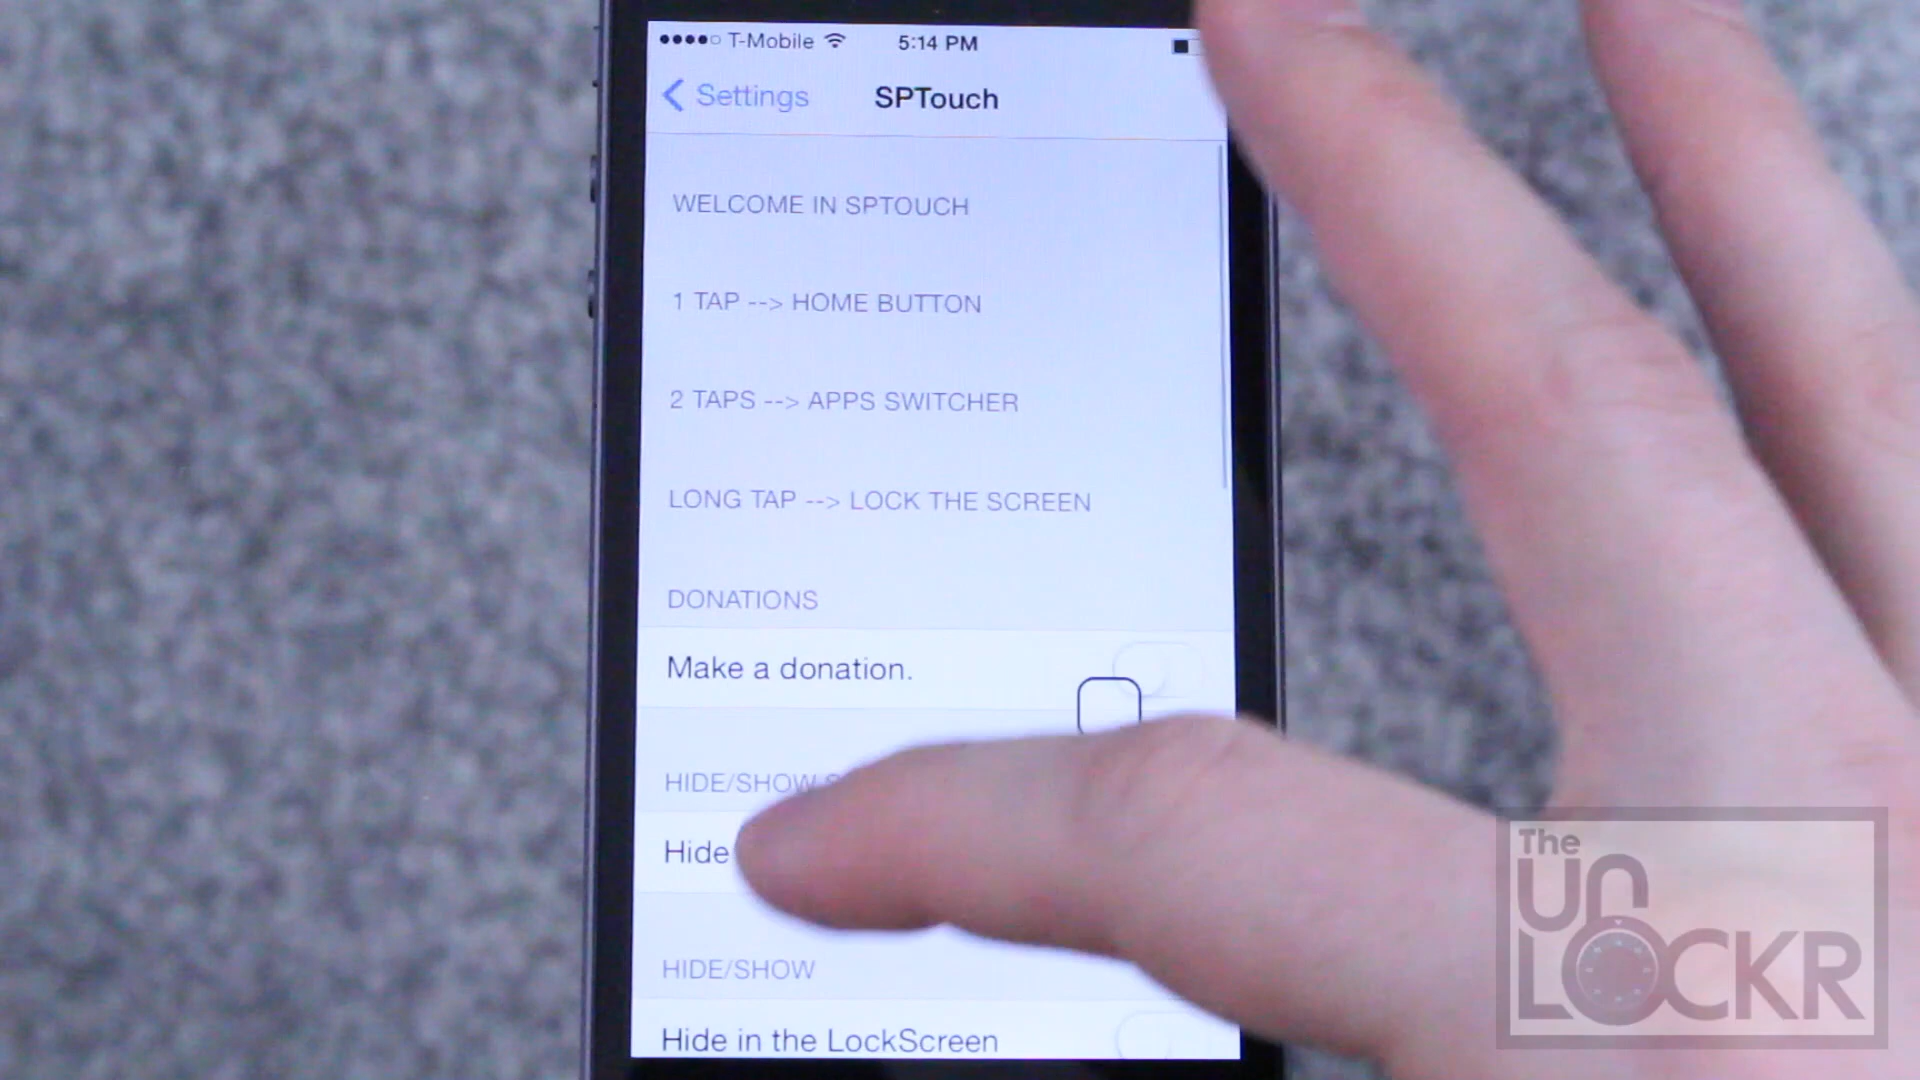 T-Mobile 5:14 PM
Settings SPTouch
WELCOME IN SPTOUCH
1 TAP --> HOME BUTTON
2 TAPS --> APPS SWITCHER
LONG TAP --> LOCK THE SCREEN
DONATIONS
Make a donation.
HIDE/SHOW
Hide
HIDE/SHOW
Hide in the LockScreen
The
UnLOCKR